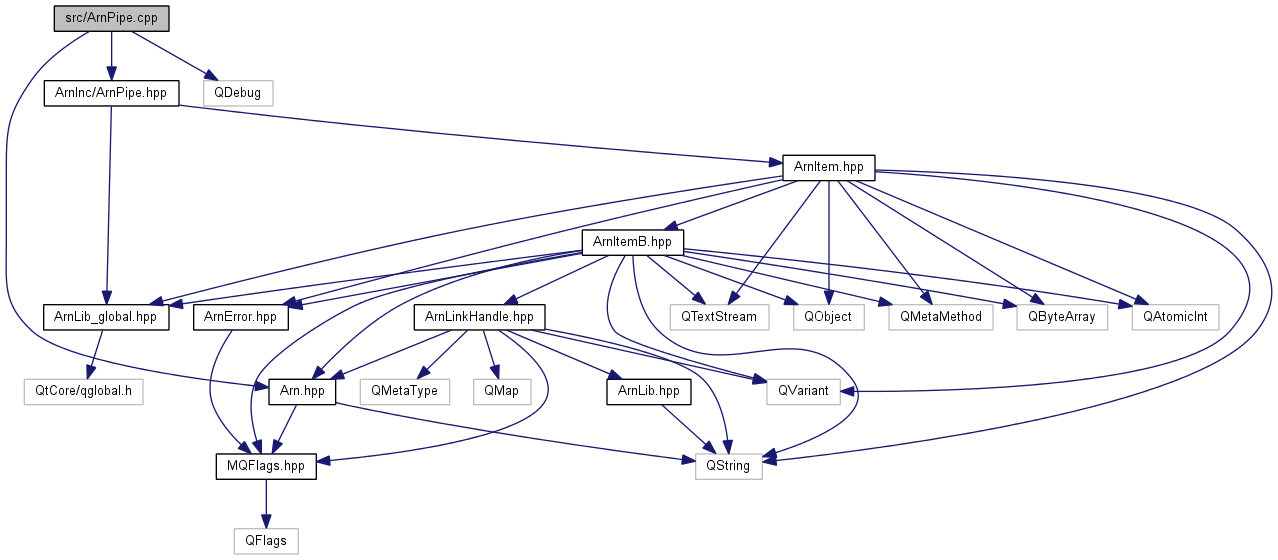 src/ArnPipe.cpp
ArnInc/ArnPipe.hpp
QDebug
ArnItem.hpp
ArnItemB.hpp
ArnLib_global.hpp
ArnError.hpp
ArnLinkHandle.hpp
QTextStream
QObject
QMetaMethod
QByteArray
QAtomicInt
QtCore/qglobal.h
Arn.hpp
QMetaType
QMap
ArnLib.hpp
QVariant
MQFlags.hpp
QString
QFlags